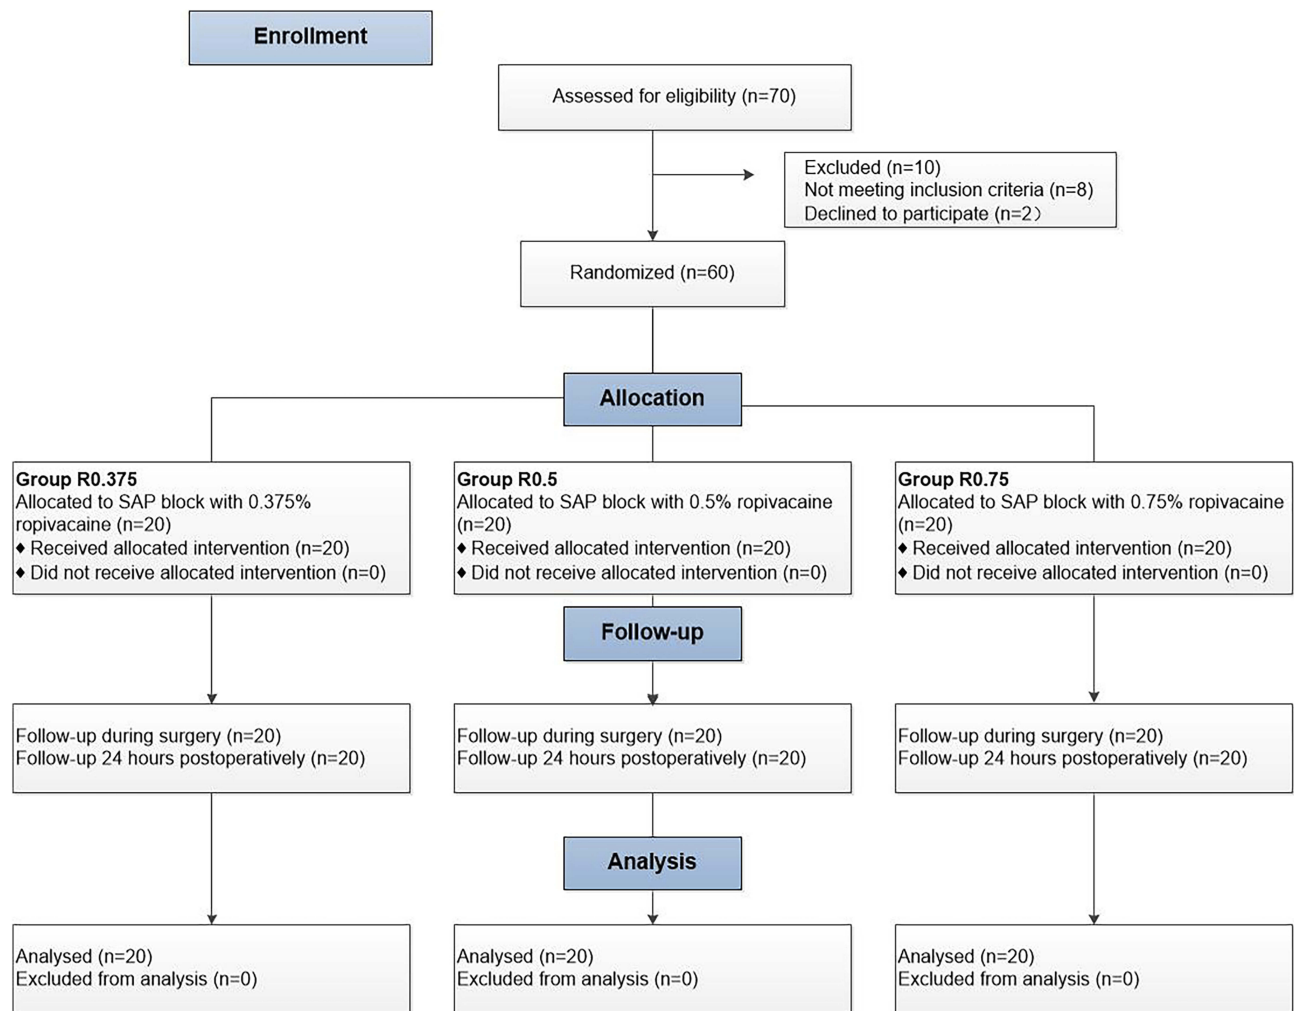 Enrollment
Assessed for eligibility (n=70)
Excluded (n=10)
Not meeting inclusion criteria (n=8)
Declined to participate (n=2）
Randomized (n=60)
Allocation
Group R0.375
Allocated to SAP block with 0.375%
ropivacaine (n=20)
♦ Received allocated intervention (n=20)
♦ Did not receive allocated intervention (n=0)
Group R0.5
Allocated to SAP block with 0.5% ropivacaine
(n=20)
♦ Received allocated intervention (n=20)
♦ Did not receive allocated intervention (n=0)
Group R0.75
Allocated to SAP block with 0.75% ropivacaine
(n=20)
♦ Received allocated intervention (n=20)
♦ Did not receive allocated intervention (n=0)
Follow-up
Follow-up during surgery (n=20)
Follow-up 24 hours postoperatively (n=20)
Follow-up during surgery (n=20)
Follow-up 24 hours postoperatively (n=20)
Follow-up during surgery (n=20)
Follow-up 24 hours postoperatively (n=20)
Analysis
Analysed (n=20)
Excluded from analysis (n=0)
Analysed (n=20)
Excluded from analysis (n=0)
Analysed (n=20)
Excluded from analysis (n=0)